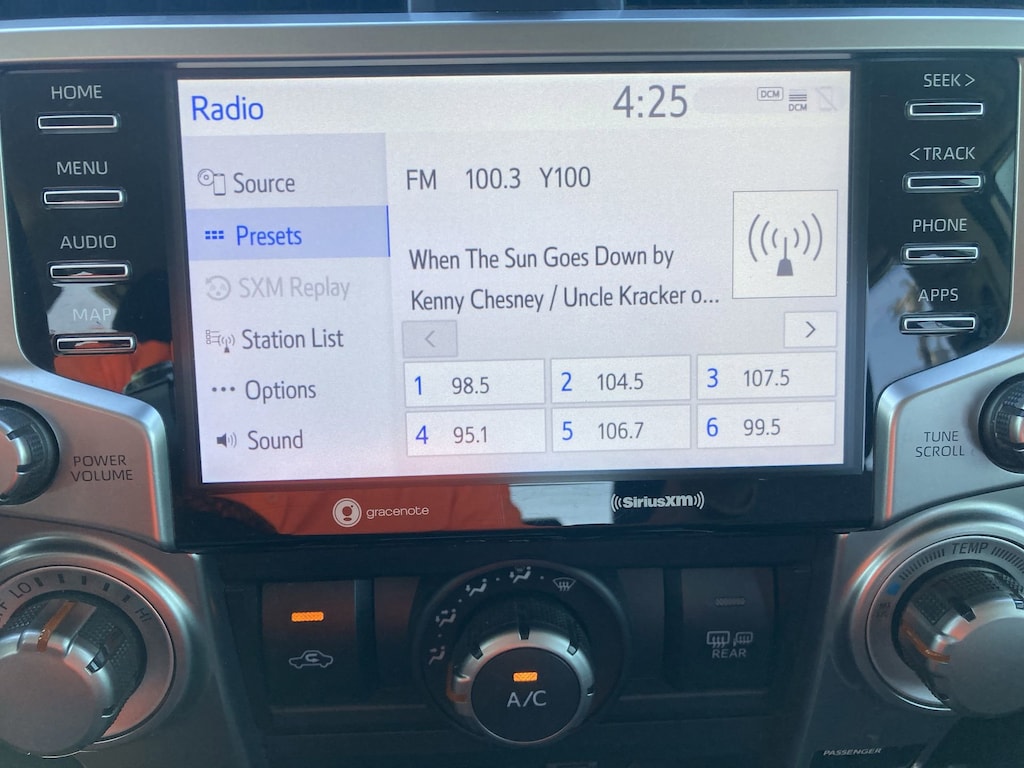 HOME
MENU
AUDIO
MAP
POWER
VOLUME
Radio
4:25
DCM
DCM
Source
Presets
SXM Replay
Station List
Options
Sound
FM 100.3 Y100
When The Sun Goes Down by
Kenny Chesney / Uncle Kracker o...
<
>
1 98.5
2 104.5
3 107.5
4 95.1
5 106.7
6 99.5
SEEK >
< TRACK
PHONE
APPS
TUNE
SCROLL
g gracenote
((SiriusXM))
LO
HI
A/C
REAR
TEMP
PASSENGER